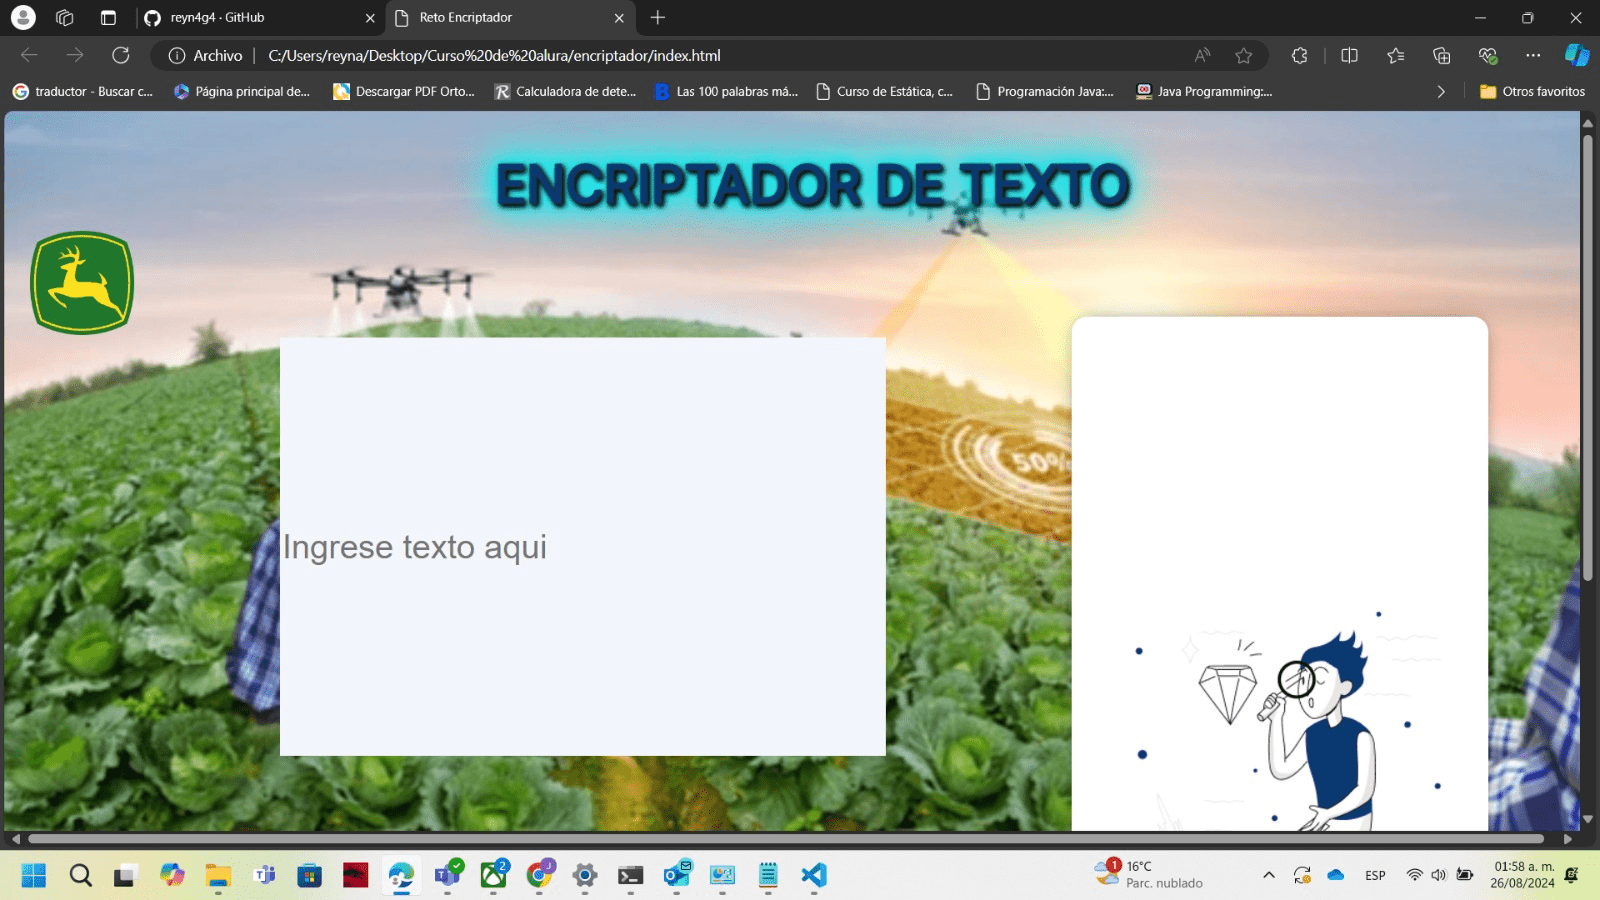 reyn4g4 · GitHub
Reto Encriptador
Archivo
C:/Users/reyna/Desktop/Curso%20de%20alura/encriptador/index.html
traductor - Buscar c...
Página principal de...
Descargar PDF Orto...
Calculadora de dete...
Las 100 palabras má...
Curso de Estática, c...
Programación Java:...
Java Programming:...
Otros favoritos
ENCRIPTADOR DE TEXTO
50%
Ingrese texto aqui
1
16°C
Parc. nublado
2
J
ESP
01:58 a. m.
26/08/2024